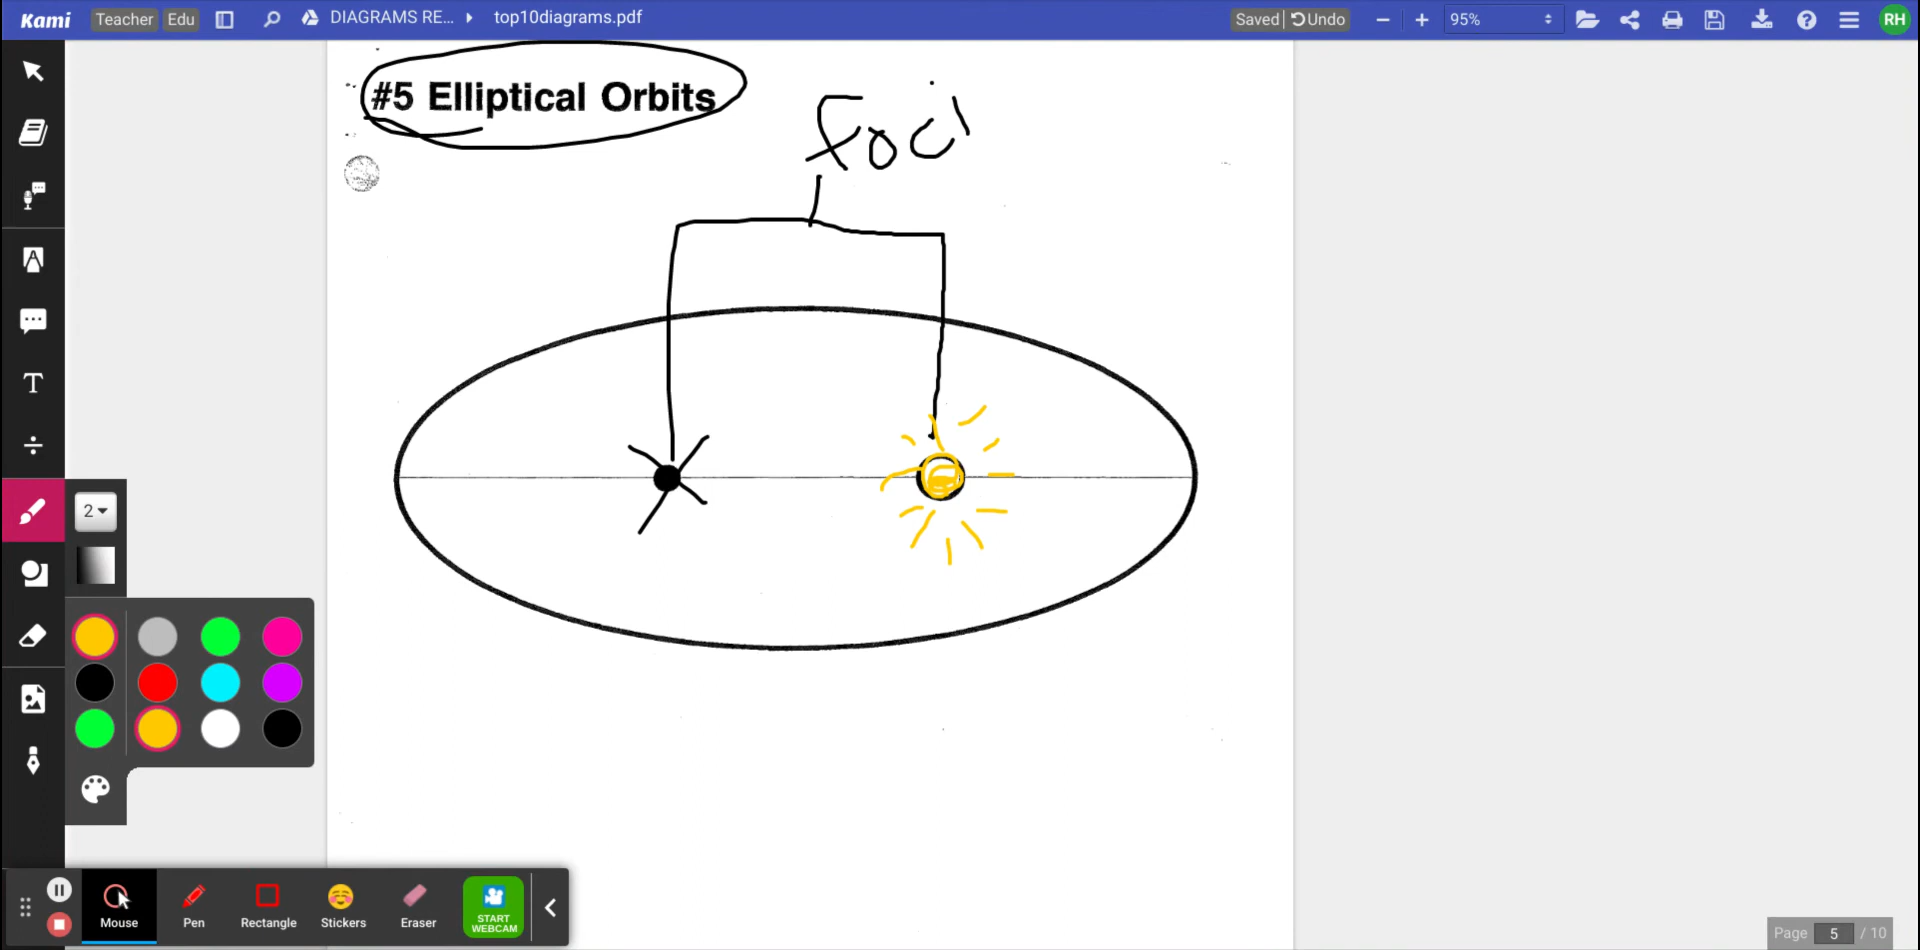 Kami Teacher Edu DIAGRAMS RE... top10diagrams.pdf Saved Undo 95% RH
#5 Elliptical Orbits
Foci
T
2
Mouse Pen Rectangle Stickers Eraser START WEBCAM
Page 5 / 10